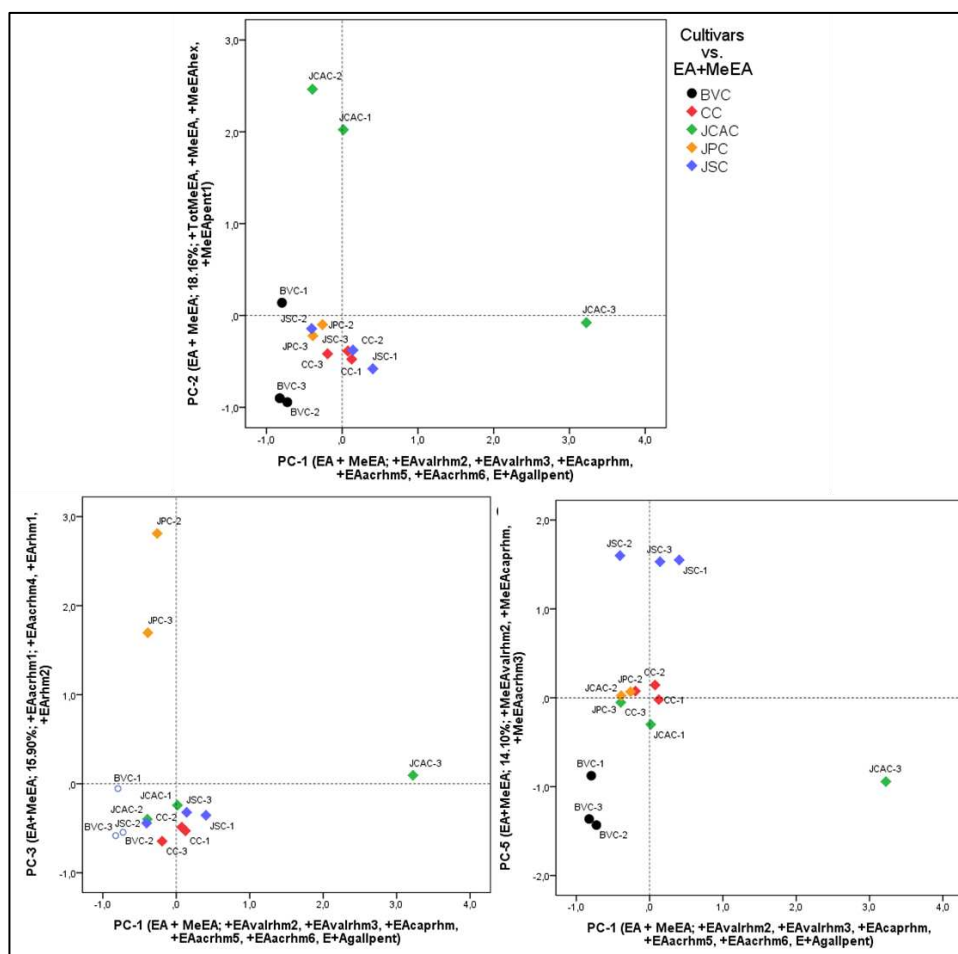 Cultivars
vs.
EA+MeEA
BVC
CC
JCAC
JPC
JSC
PC-2 (EA + MeEA; 18.16%; +TotMeEA, +MeEA, +MeEAhex,
+MeEApent1)
3,0
2,0
1,0
,0
-1,0
JCAC-2
JCAC-1
BVC-1
JCAC-3
JSC-2
JPC-2
JPC-3
JSC-3
CC-2
CC-3
CC-1
JSC-1
BVC-3
BVC-2
-1,0 ,0 1,0 2,0 3,0 4,0
PC-1 (EA + MeEA; +EAvalrhm2, +EAvalrhm3, +EAcaprhm,
+EAacrhm5, +EAacrhm6, E+Agallpent)
PC-3 (EA+MeEA; 15.90%; +EAacrhm1; +EAacrhm4, +EArhm1,
+EArhm2)
3,0
2,0
1,0
,0
-1,0
JPC-2
JPC-3
JCAC-3
BVC-1
JCAC-1
JSC-3
JCAC-2
CC-2
JSC-1
BVC-3
JSC-2
BVC-2
CC-1
CC-3
-1,0 ,0 1,0 2,0 3,0 4,0
PC-1 (EA + MeEA; +EAvalrhm2, +EAvalrhm3, +EAcaprhm,
+EAacrhm5, +EAacrhm6, E+Agallpent)
PC-5 (EA+MeEA; 14.10%; +MeEAvalrhm2, +MeEAcaprhm,
+MeEAacrhm3)
2,0
1,0
,0
-1,0
-2,0
JSC-2
JSC-3
JSC-1
CC-2
JCAC-2
JPC-2
CC-1
JPC-3
CC-3
JCAC-1
BVC-1
JCAC-3
BVC-3
BVC-2
-1,0 ,0 1,0 2,0 3,0 4,0
PC-1 (EA + MeEA; +EAvalrhm2, +EAvalrhm3, +EAcaprhm,
+EAacrhm5, +EAacrhm6, E+Agallpent)